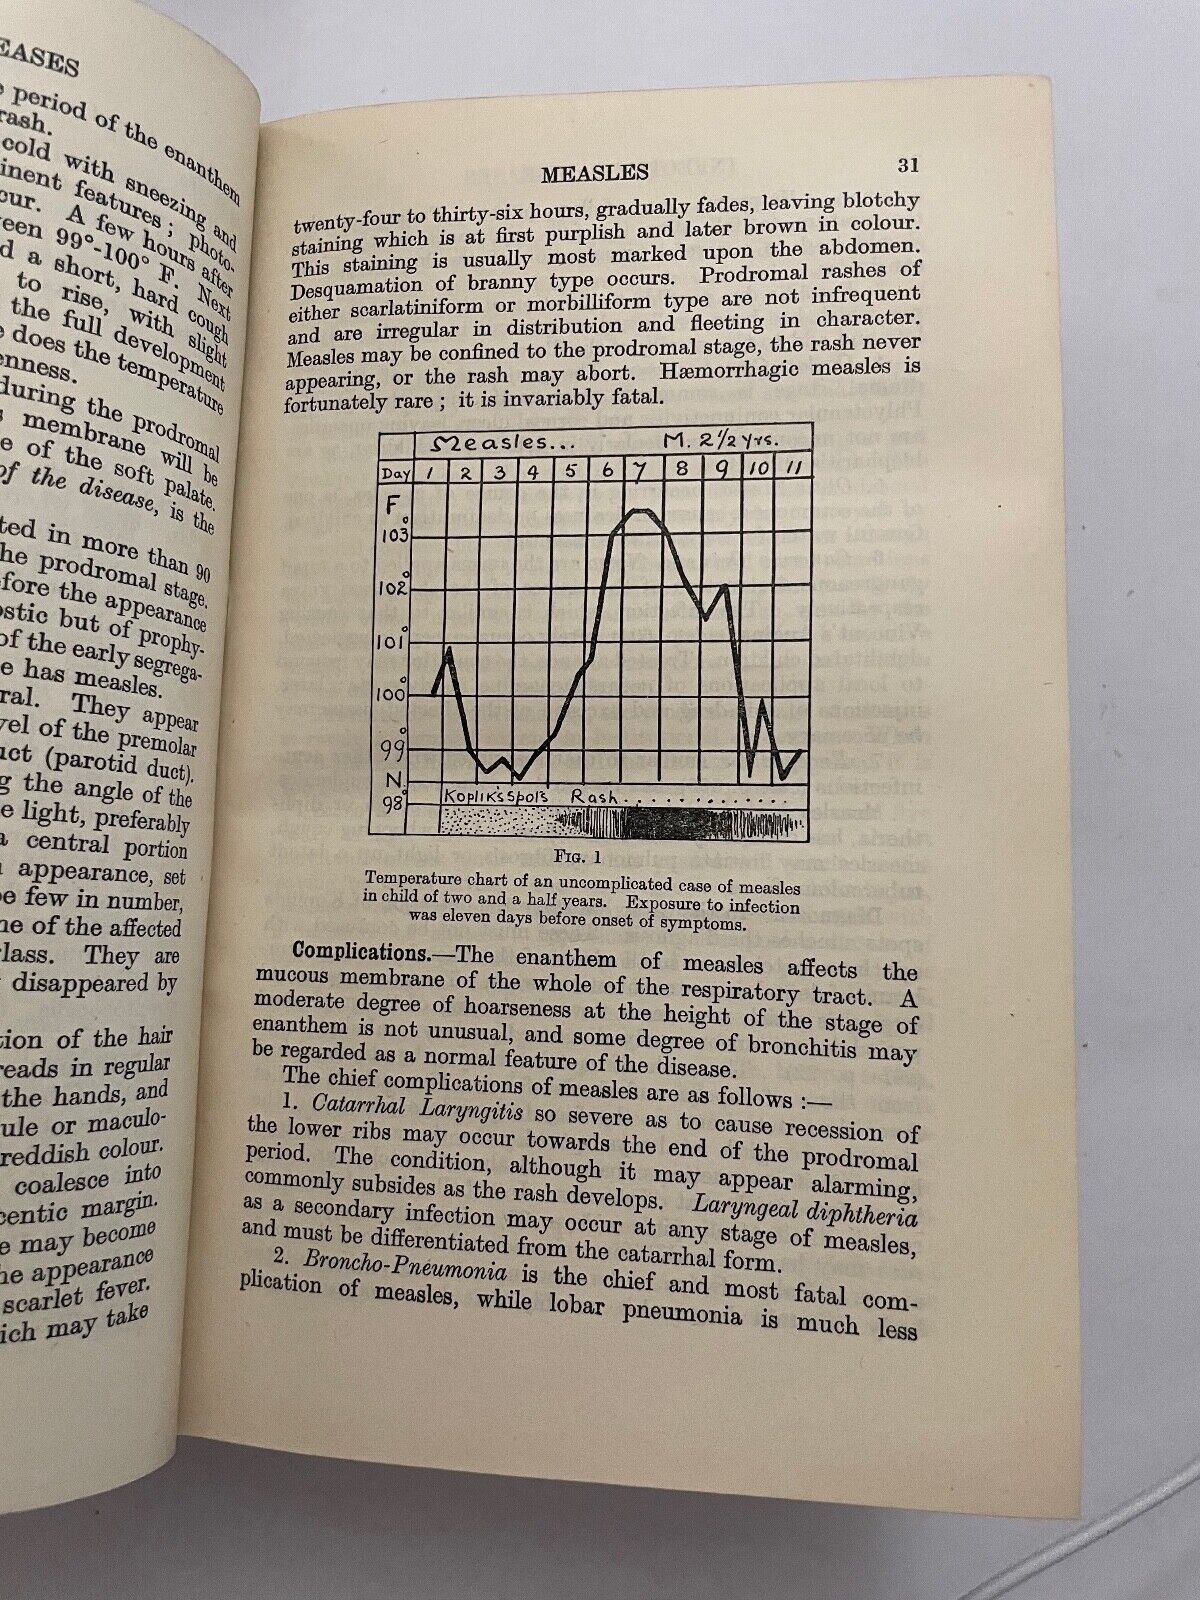 EASES
period of the enanthem
rash.
cold with sneezing and
inent features ; photo-
cur. A few hours after
ween 99°-100° F. Next
d a short, hard cough
to rise, with slight
the full development
does the temperature
enness.
during the prodromal
membrane will be
e of the soft palate.
of the disease, is the
ted in more than 90
he prodromal stage.
efore the appearance
ostic but of prophy-
of the early segrega-
e has measles.
ral. They appear
vel of the premolar
uct (parotid duct).
ng the angle of the
e light, preferably
a central portion
appearance, set
be few in number,
ne of the affected
lass. They are
disappeared by
tion of the hair
reads in regular
the hands, and
ule or maculo-
reddish colour.
coalesce into
centic margin.
e may become
he appearance
scarlet fever.
ich may take
MEASLES 31
twenty-four to thirty-six hours, gradually fades, leaving blotchy
staining which is at first purplish and later brown in colour.
This staining is usually most marked upon the abdomen.
Desquamation of branny type occurs. Prodromal rashes of
either scarlatiniform or morbilliform type are not infrequent
and are irregular in distribution and fleeting in character.
Measles may be confined to the prodromal stage, the rash never
appearing, or the rash may abort. Hæmorrhagic measles is
fortunately rare ; it is invariably fatal.
Measles... M. 2½ yrs.
Day 1 2 3 4 5 6 7 8 9 10 11
F
103°
102°
101°
100°
99°
N.
98°
Koplik's Spots Rash..........
FIG. 1
Temperature chart of an uncomplicated case of measles
in child of two and a half years. Exposure to infection
was eleven days before onset of symptoms.
Complications.—The enanthem of measles affects the
mucous membrane of the whole of the respiratory tract. A
moderate degree of hoarseness at the height of the stage of
enanthem is not unusual, and some degree of bronchitis may
be regarded as a normal feature of the disease.
The chief complications of measles are as follows :—
1. Catarrhal Laryngitis so severe as to cause recession of
the lower ribs may occur towards the end of the prodromal
period. The condition, although it may appear alarming,
commonly subsides as the rash develops. Laryngeal diphtheria
as a secondary infection may occur at any stage of measles,
and must be differentiated from the catarrhal form.
2. Broncho-Pneumonia is the chief and most fatal com-
plication of measles, while lobar pneumonia is much less